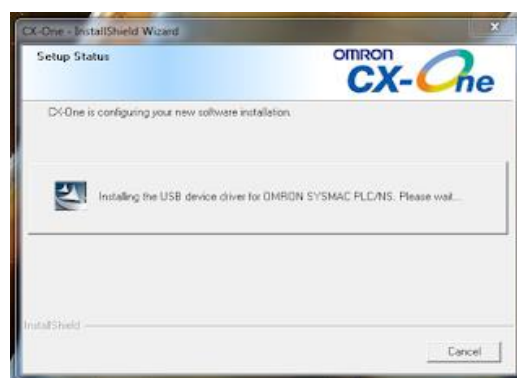 CX-One - InstallShield Wizard
Setup Status
OMRON
CX-One
CX-One is configuring your new software installation.
Installing the USB device driver for OMRON SYSMAC PLC/NS. Please wait...
InstallShield
Cancel